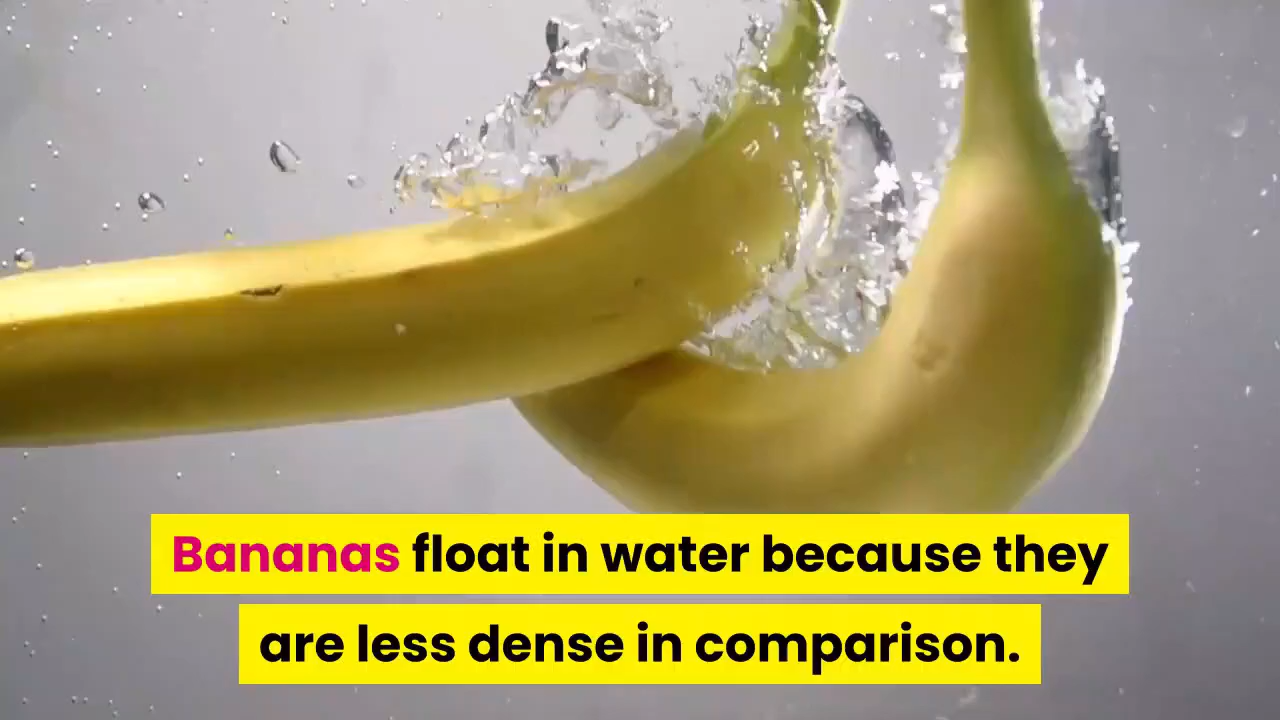 Bananas float in water because they
are less dense in comparison.